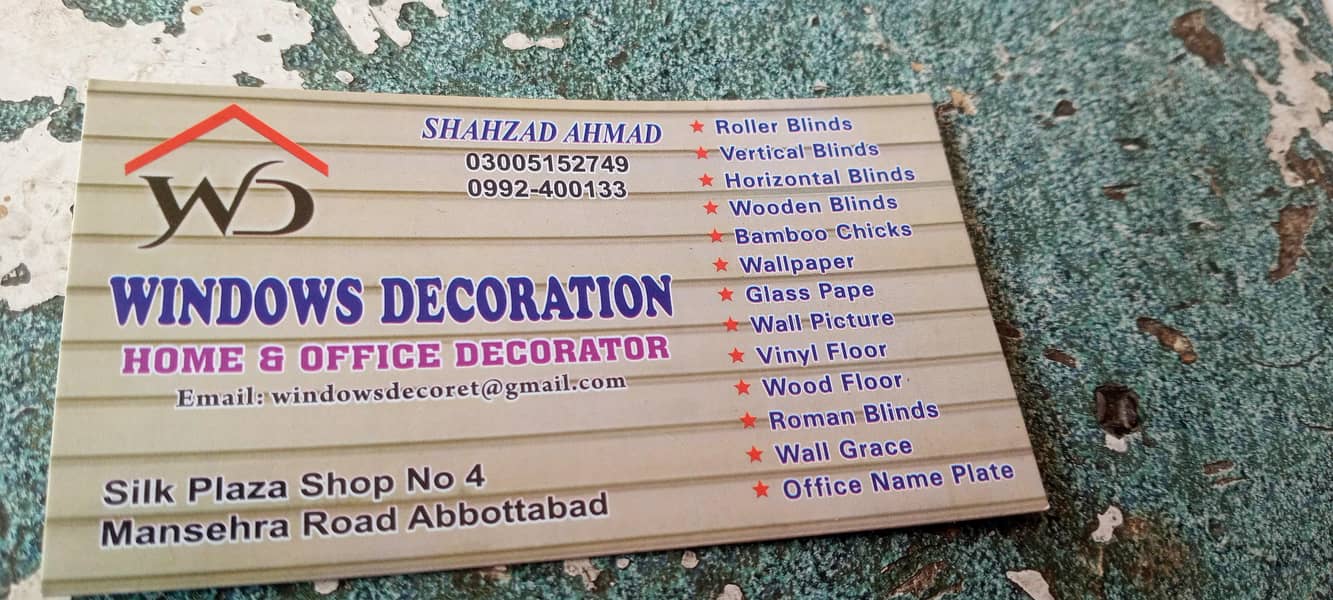 WD
SHAHZAD AHMAD
03005152749
0992-400133
WINDOWS DECORATION
HOME & OFFICE DECORATOR
Email: windowsdecoret@gmail.com
Silk Plaza Shop No 4
Mansehra Road Abbottabad
Roller Blinds
Vertical Blinds
Horizontal Blinds
Wooden Blinds
Bamboo Chicks
Wallpaper
Glass Pape
Wall Picture
Vinyl Floor
Wood Floor
Roman Blinds
Wall Grace
Office Name Plate